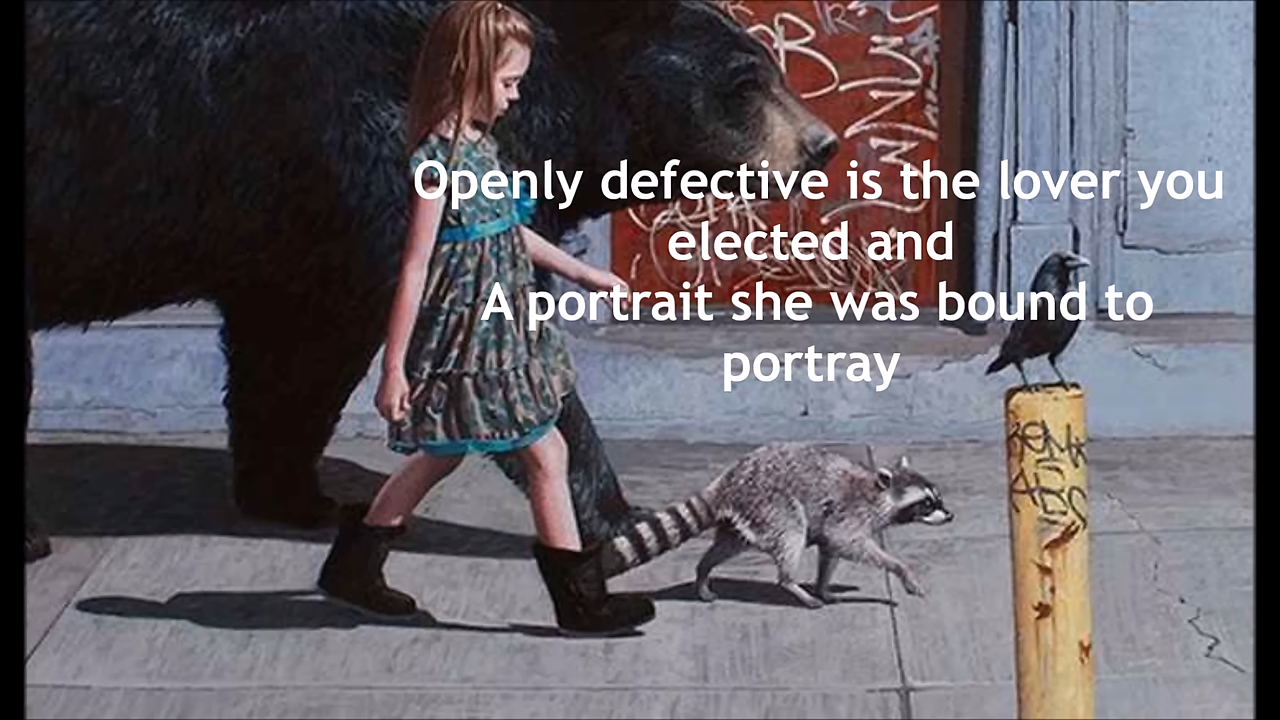 Openly defective is the lover you
elected and
A portrait she was bound to
portray